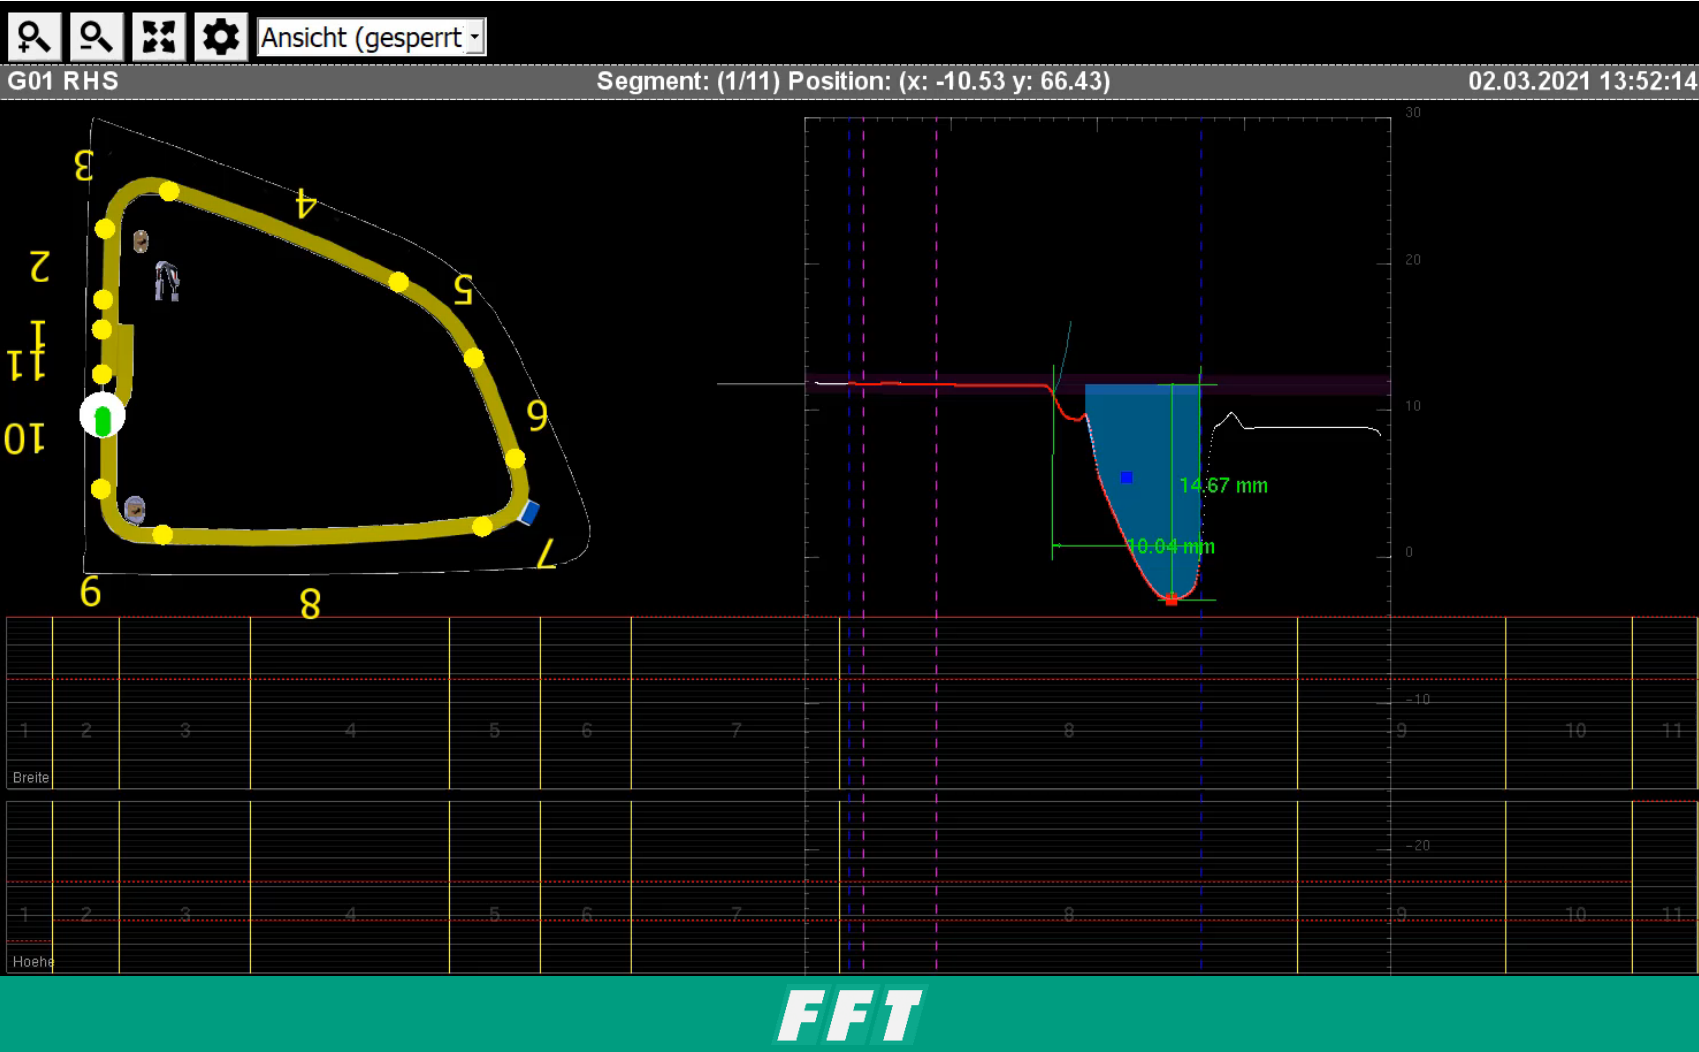 Ansicht (gesperrt
G01 RHS
Segment: (1/11) Position: (x: -10.53 y: 66.43)
02.03.2021 13:52:14
30
3
4
20
2
5
1
11
10
6
10
14.67 mm
10.04 mm
0
7
9
8
-10
1 2 3 4 5 6 7 8 9 10 11
Breite
-20
1 2 3 4 5 6 7 8 9 10 11
Hoehe
FFT